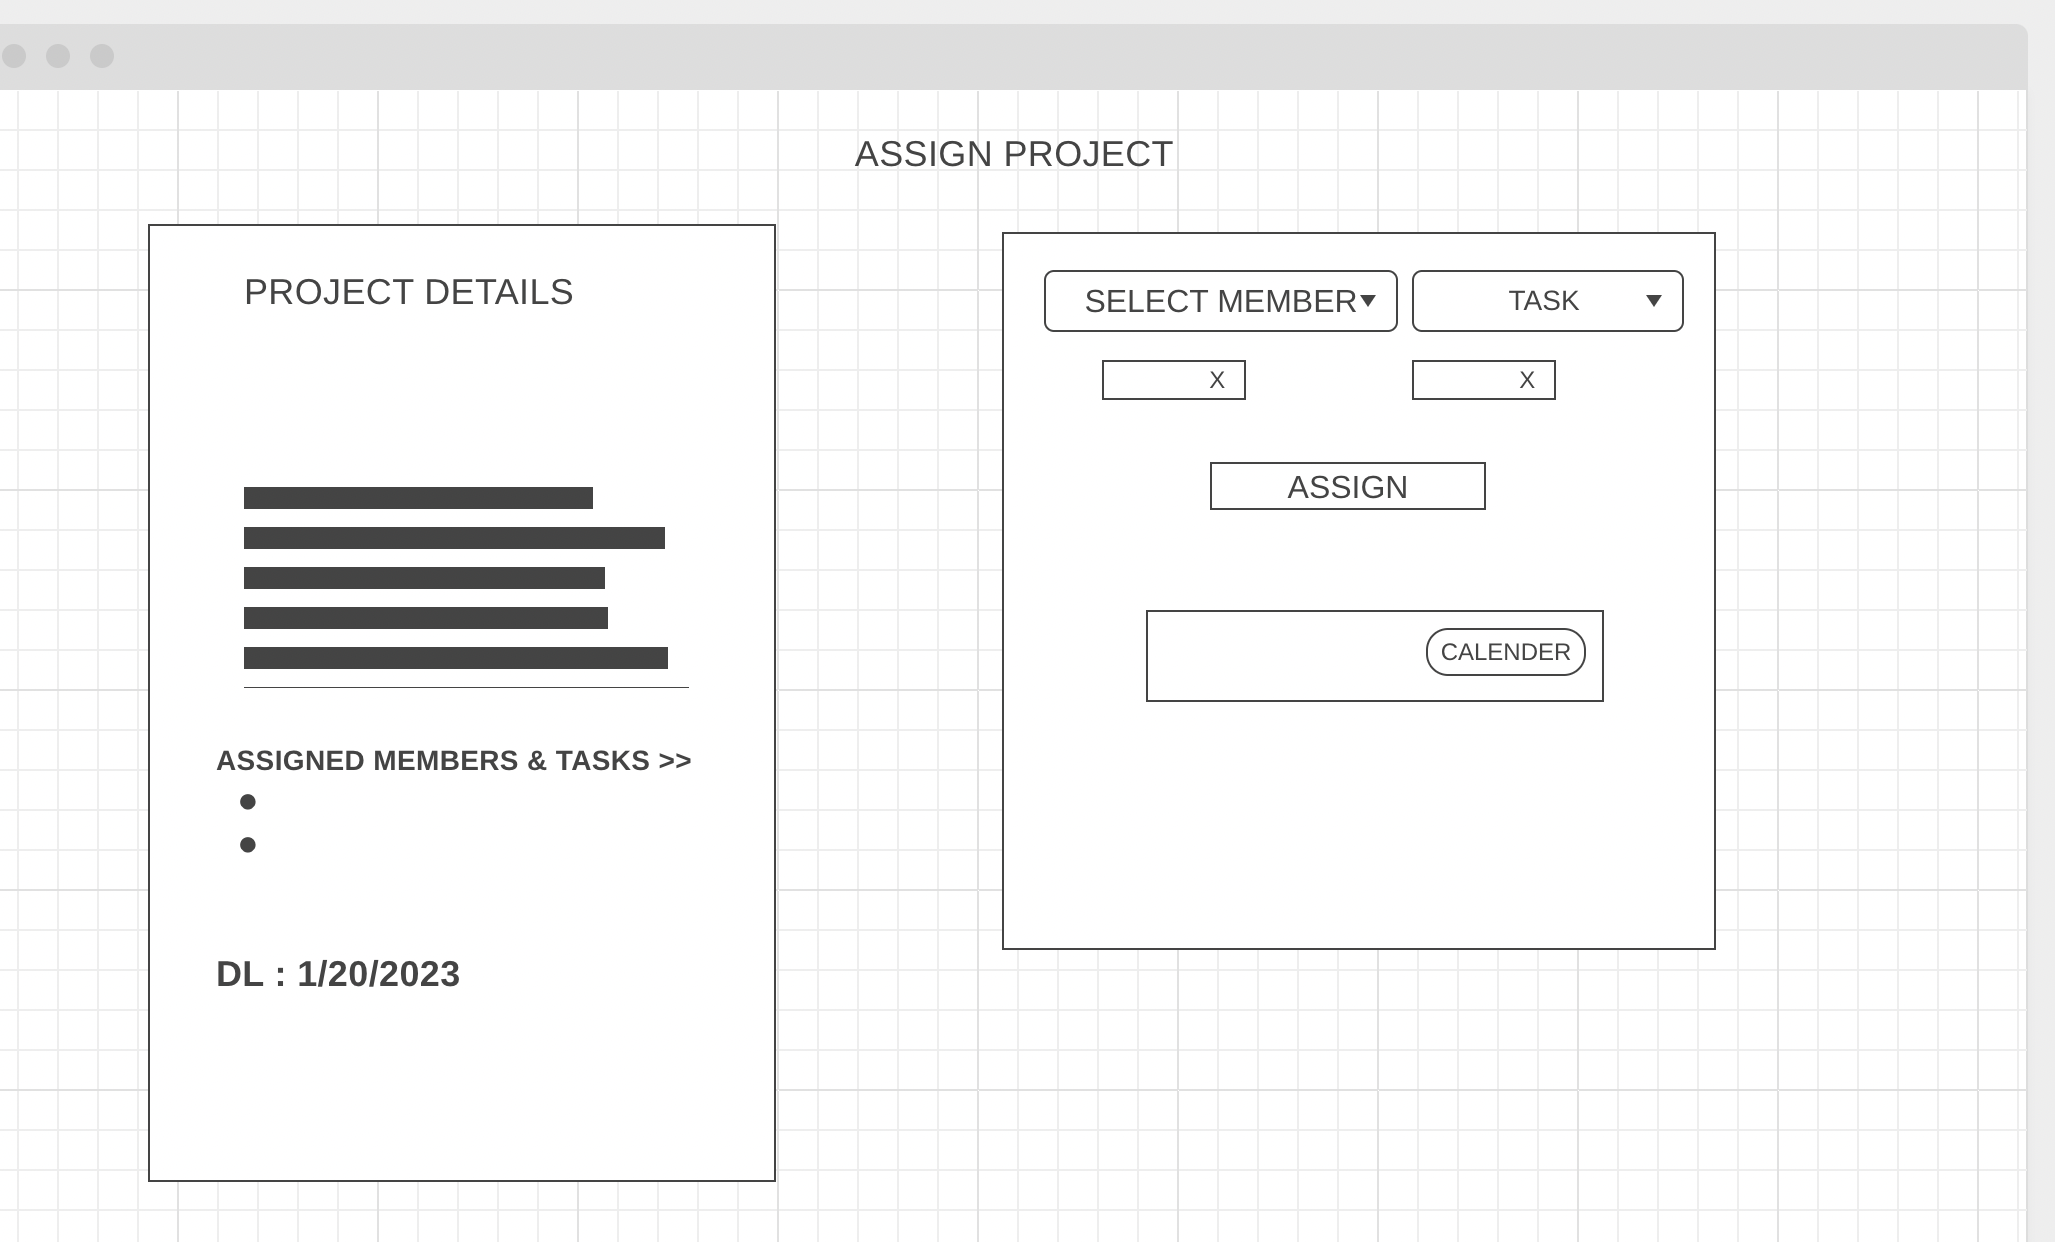 ASSIGN PROJECT
PROJECT DETAILS
ASSIGNED MEMBERS & TASKS >>
DL : 1/20/2023
SELECT MEMBER
TASK
X
X
ASSIGN
CALENDER